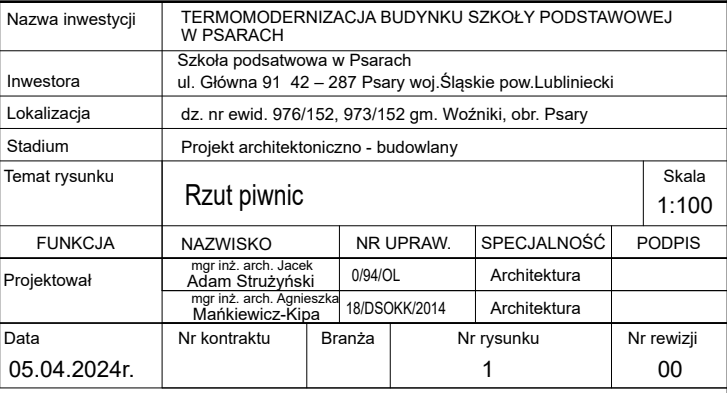 Nazwa inwestycji
TERMOMODERNIZACJA BUDYNKU SZKOŁY PODSTAWOWEJ
W PSARACH
Inwestora
Szkoła podsatwowa w Psarach
ul. Główna 91 42 – 287 Psary woj.Śląskie pow.Lubliniecki
Lokalizacja
dz. nr ewid. 976/152, 973/152 gm. Woźniki, obr. Psary
Stadium
Projekt architektoniczno - budowlany
Temat rysunku
Rzut piwnic
Skala
1:100
FUNKCJA NAZWISKO NR UPRAW. SPECJALNOŚĆ PODPIS
Projektował
mgr inż. arch. Jacek
Adam Strużyński
0/94/OL
Architektura
mgr inż. arch. Agnieszka
Mańkiewicz-Kipa
18/DSOKK/2014
Architektura
Data Nr kontraktu Branża Nr rysunku Nr rewizji
05.04.2024r. 1 00